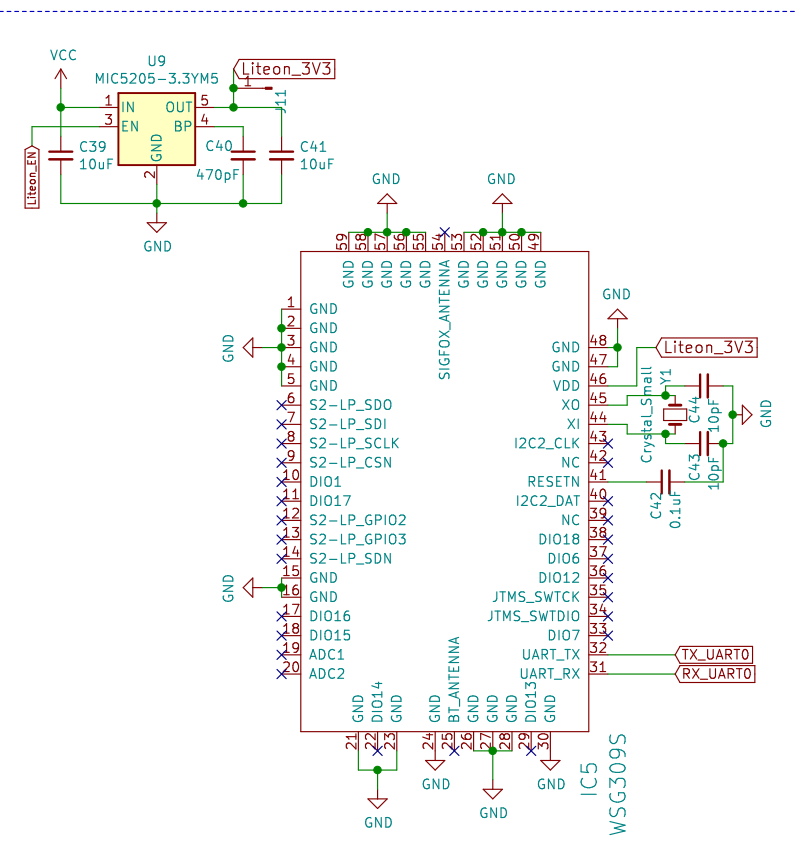 VCC
U9
MIC5205-3.3YM5
Liteon_3V3
1
J11
1 IN OUT 5
3 EN BP 4
GND
2
Liteon_EN
C39
10uF
C40
470pF
C41
10uF
GND
GND
GND
59 58 57 56 55 54 53 52 51 50 49
GND GND GND GND GND SIGFOX_ANTENNA GND GND GND GND GND
1 GND
2 GND
GND
3 GND
4 GND
5 GND
6 S2-LP_SDO
7 S2-LP_SDI
8 S2-LP_SCLK
9 S2-LP_CSN
10 DIO1
11 DIO17
12 S2-LP_GPIO2
13 S2-LP_GPIO3
14 S2-LP_SDN
15 GND
GND
16 GND
17 DIO16
18 DIO15
19 ADC1
20 ADC2
GND
GND 48
Liteon_3V3
GND 47
VDD 46
XO 45
XI 44
I2C2_CLK 43
NC 42
RESETN 41
I2C2_DAT 40
NC 39
DIO18 38
DIO6 37
DIO12 36
JTMS_SWTCK 35
JTMS_SWTDIO 34
DIO7 33
UART_TX 32
TX_UART0
UART_RX 31
RX_UART0
Crystal_Small
Y1
C44
10pF
GND
C43
10pF
C42
0.1uF
GND DIO14 GND GND BT_ANTENNA GND GND GND DIO13 GND
21 22 23 24 25 26 27 28 29 30
GND
GND
GND
GND
IC5
WSG309S